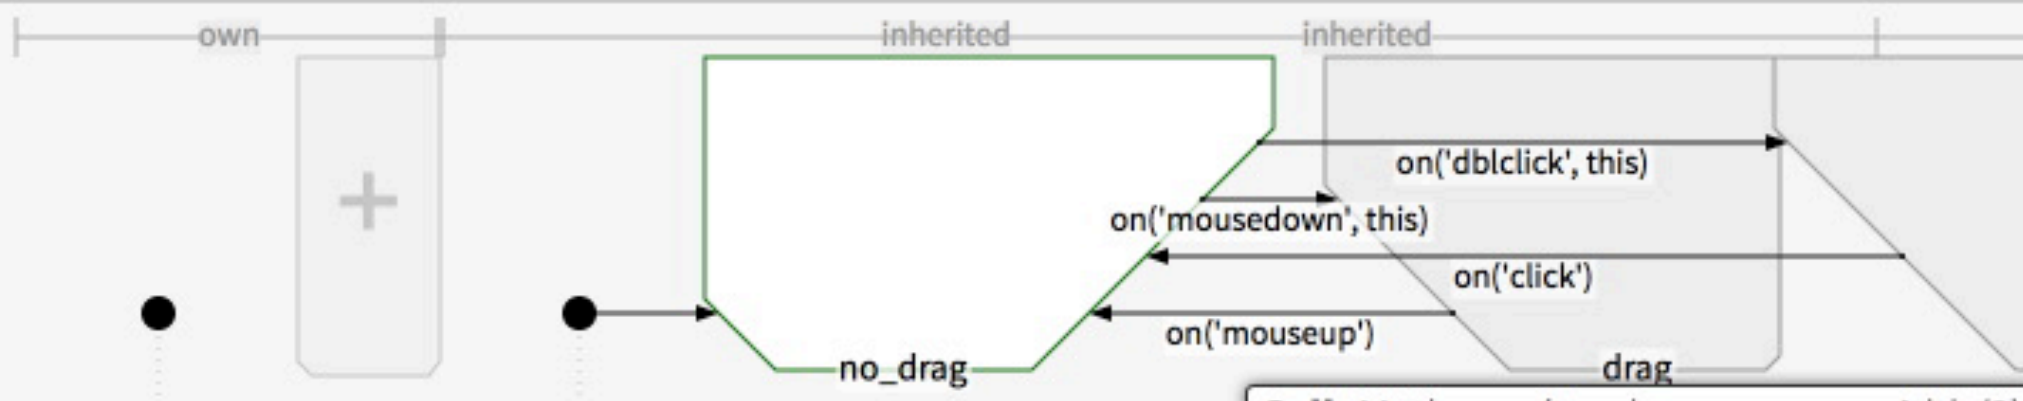 own
inherited
inherited
on('dblclick', this)
on('mousedown', this)
on('click')
on('mouseup')
no_drag
drag